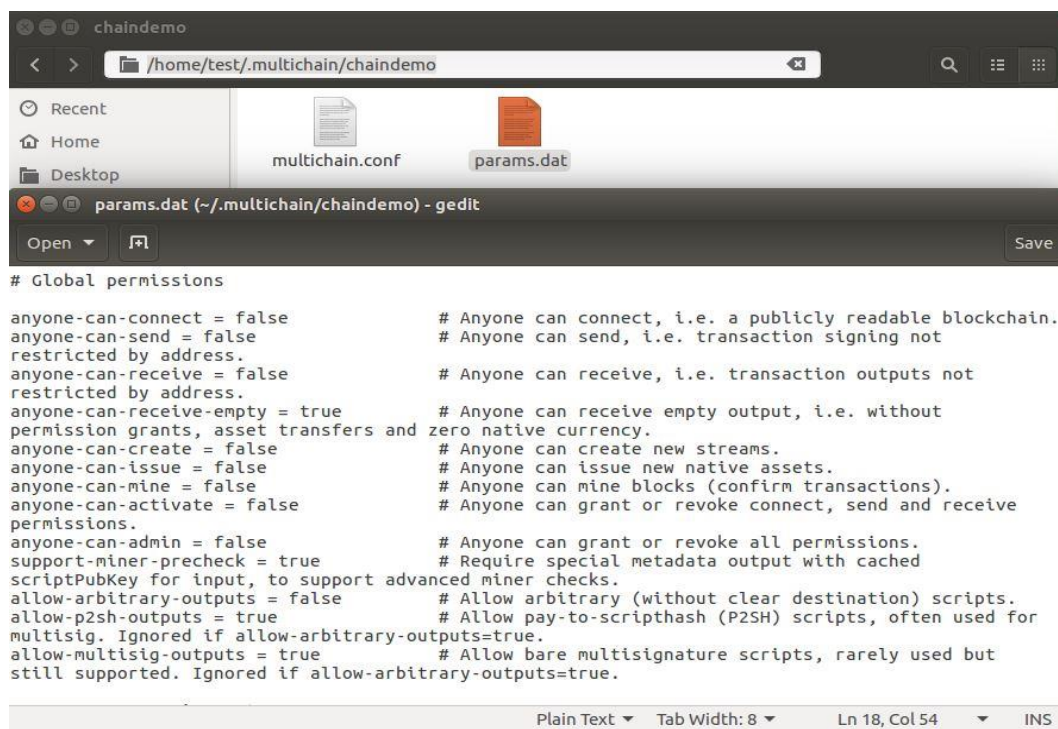 chaindemo
/home/test/.multichain/chaindemo
Recent
Home
Desktop
multichain.conf
params.dat
params.dat (~/.multichain/chaindemo) - gedit
Open
Save
# Global permissions
anyone-can-connect = false # Anyone can connect, i.e. a publicly readable blockchain.
anyone-can-send = false # Anyone can send, i.e. transaction signing not
restricted by address.
anyone-can-receive = false # Anyone can receive, i.e. transaction outputs not
restricted by address.
anyone-can-receive-empty = true # Anyone can receive empty output, i.e. without
permission grants, asset transfers and zero native currency.
anyone-can-create = false # Anyone can create new streams.
anyone-can-issue = false # Anyone can issue new native assets.
anyone-can-mine = false # Anyone can mine blocks (confirm transactions).
anyone-can-activate = false # Anyone can grant or revoke connect, send and receive
permissions.
anyone-can-admin = false # Anyone can grant or revoke all permissions.
support-miner-precheck = true # Require special metadata output with cached
scriptPubKey for input, to support advanced miner checks.
allow-arbitrary-outputs = false # Allow arbitrary (without clear destination) scripts.
allow-p2sh-outputs = true # Allow pay-to-scripthash (P2SH) scripts, often used for
multisig. Ignored if allow-arbitrary-outputs=true.
allow-multisig-outputs = true # Allow bare multisignature scripts, rarely used but
still supported. Ignored if allow-arbitrary-outputs=true.
Plain Text Tab Width: 8 Ln 18, Col 54 INS